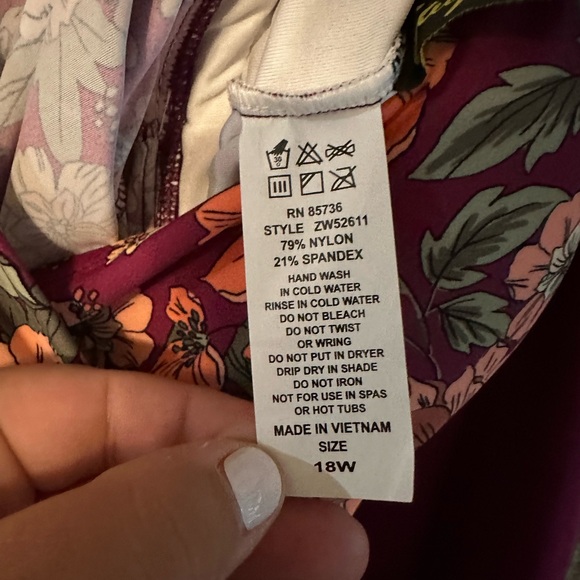 30
RN 85736
STYLE ZW52611
79% NYLON
21% SPANDEX
HAND WASH
IN COLD WATER
RINSE IN COLD WATER
DO NOT BLEACH
DO NOT TWIST
OR WRING
DO NOT PUT IN DRYER
DRIP DRY IN SHADE
DO NOT IRON
NOT FOR USE IN SPAS
OR HOT TUBS
MADE IN VIETNAM
SIZE
18W